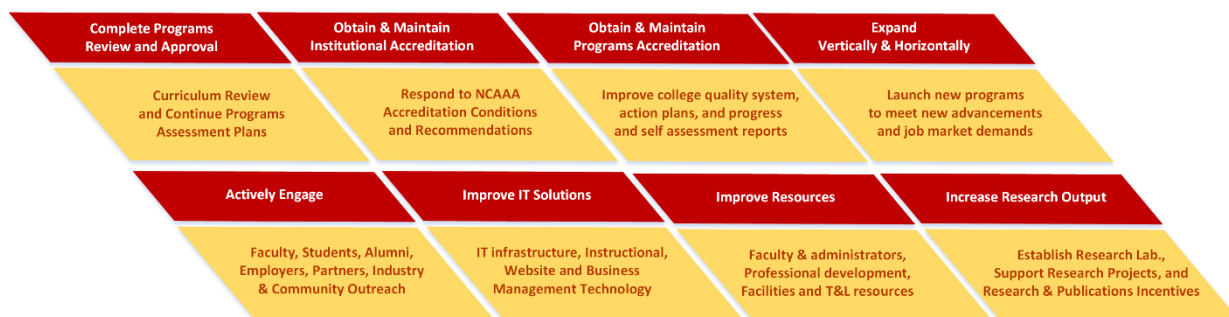 Complete Programs
Review and Approval
Curriculum Review
and Continue Programs
Assessment Plans
Obtain & Maintain
Institutional Accreditation
Respond to NCAAA
Accreditation Conditions
and Recommendations
Obtain & Maintain
Programs Accreditation
Improve college quality system,
action plans, and progress
and self assessment reports
Expand
Vertically & Horizontally
Launch new programs
to meet new advancements
and job market demands
Actively Engage
Faculty, Students, Alumni,
Employers, Partners, Industry
& Community Outreach
Improve IT Solutions
IT infrastructure, Instructional,
Website and Business
Management Technology
Improve Resources
Faculty & administrators,
Professional development,
Facilities and T&L resources
Increase Research Output
Establish Research Lab.,
Support Research Projects, and
Research & Publications Incentives